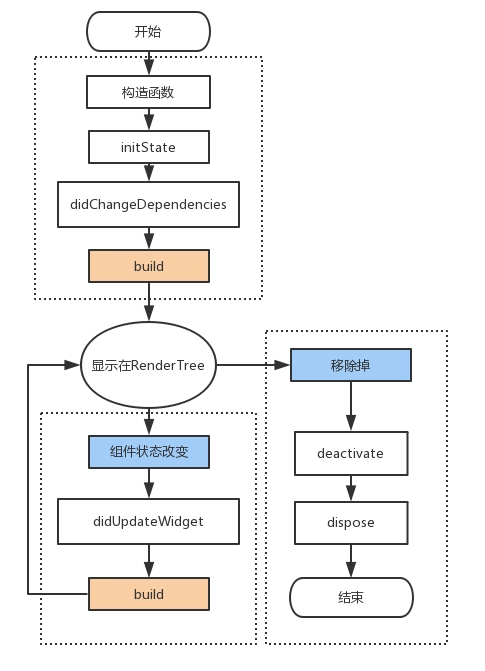 开始
构造函数
initState
didChangeDependencies
build
显示在RenderTree
移除掉
组件状态改变
deactivate
didUpdateWidget
dispose
build
结束